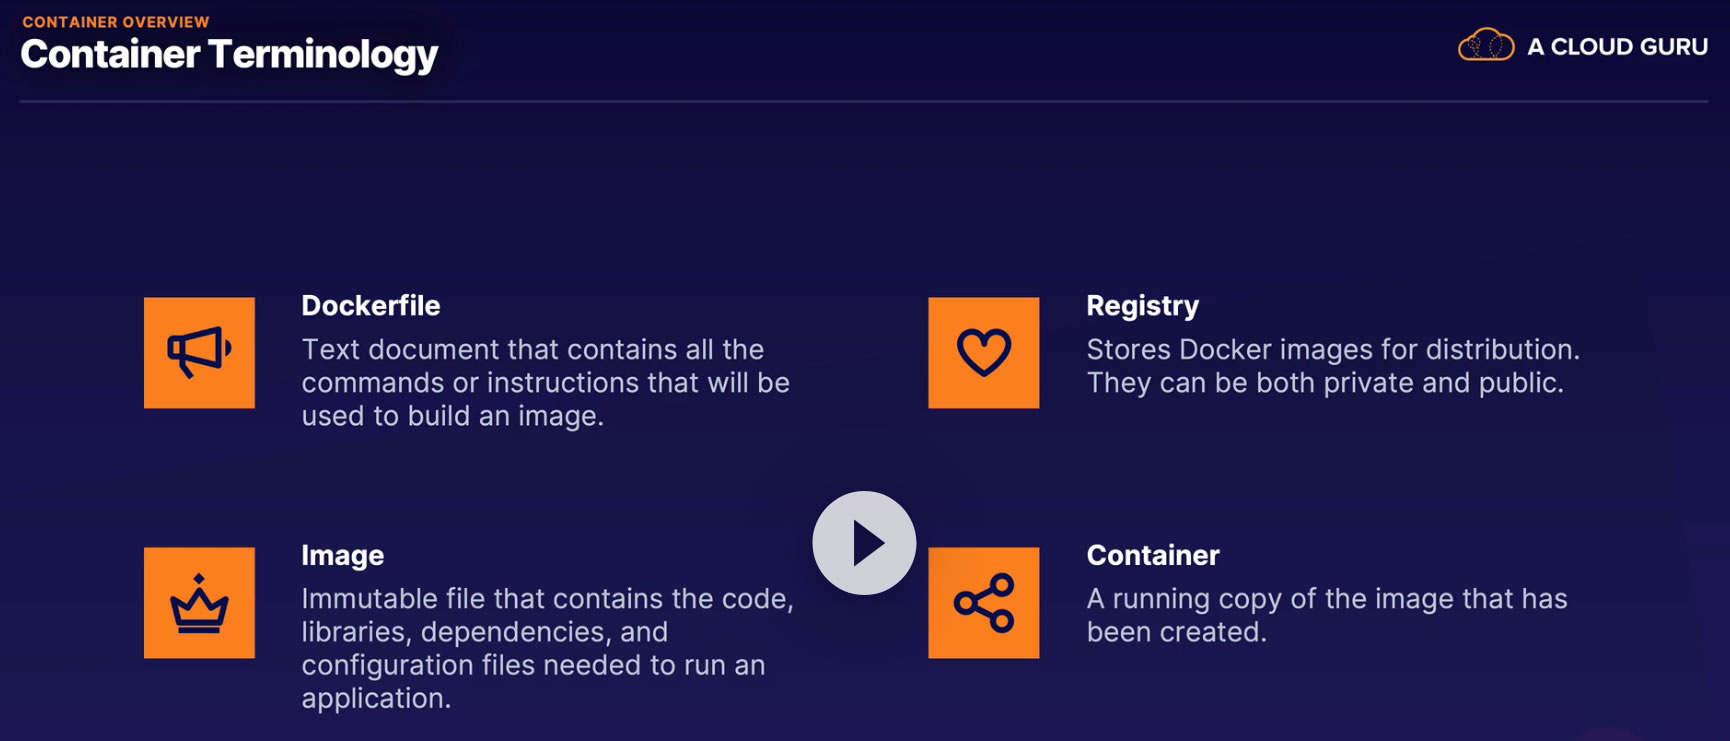 CONTAINER OVERVIEW
Container Terminology
A CLOUD GURU
Dockerfile
Text document that contains all the
commands or instructions that will be
used to build an image.
Registry
Stores Docker images for distribution.
They can be both private and public.
Image
Immutable file that contains the code,
libraries, dependencies, and
configuration files needed to run an
application.
Container
A running copy of the image that has
been created.